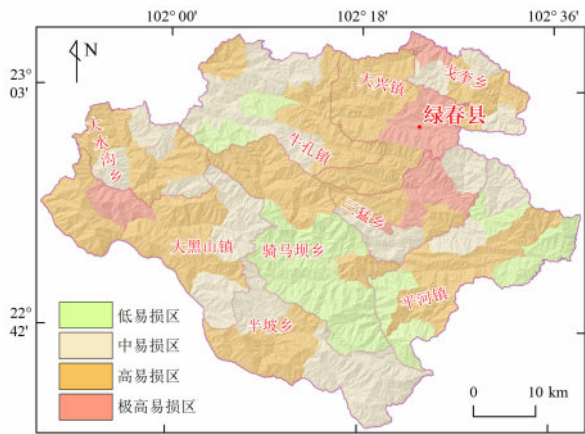 102°00′
102°18′
102°36′
N
23°
03′
22°
42′
大兴镇
戈奎乡
绿春县
大水沟乡
牛孔镇
三猛乡
大黑山镇
骑马坝乡
平河镇
半坡乡
低易损区
中易损区
高易损区
极高易损区
0
10 km